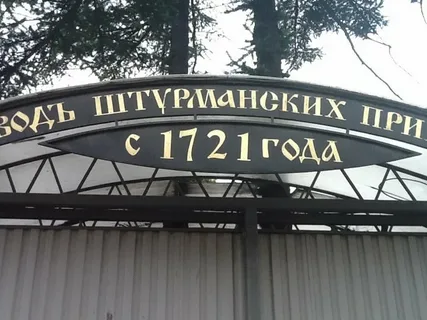 водъ штурманских при
с 1721 года